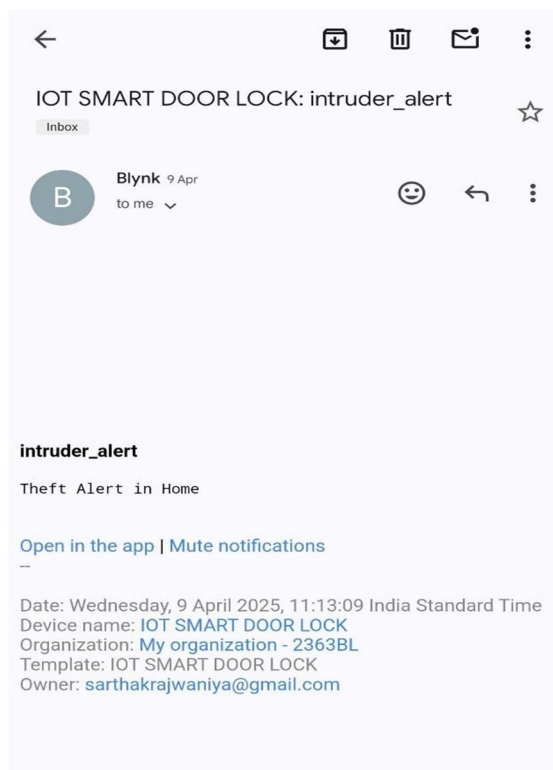 IOT SMART DOOR LOCK: intruder_alert
Inbox
B
Blynk 9 Apr
to me
intruder_alert
Theft Alert in Home
Open in the app | Mute notifications
--
Date: Wednesday, 9 April 2025, 11:13:09 India Standard Time
Device name: IOT SMART DOOR LOCK
Organization: My organization - 2363BL
Template: IOT SMART DOOR LOCK
Owner: sarthakrajwaniya@gmail.com